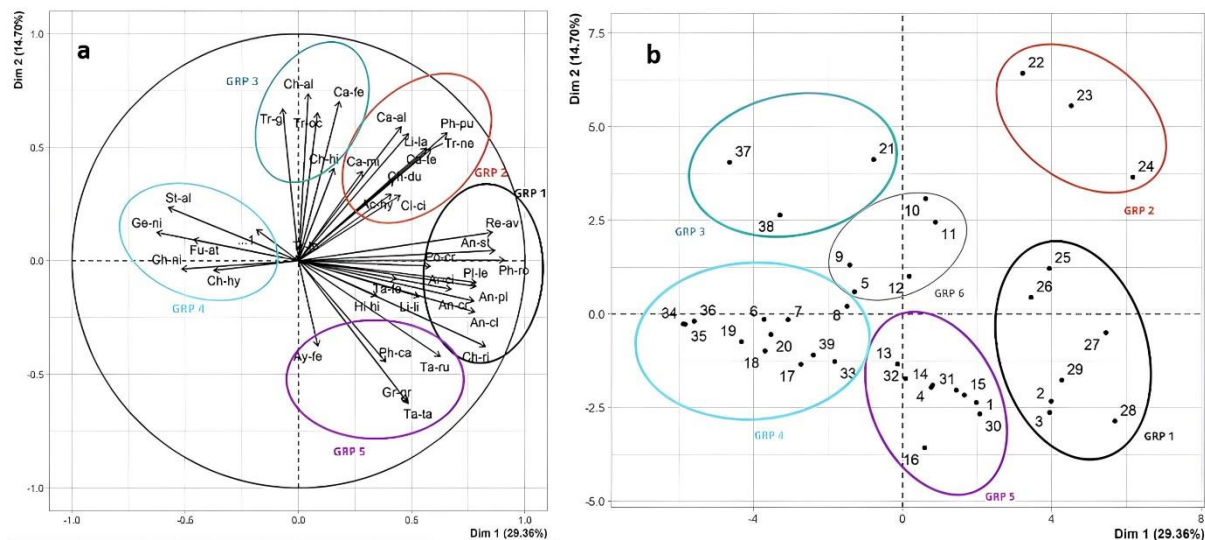 a
Dim 2 (14.70%)
1.0
0.5
0.0
-0.5
-1.0
-1.0
-0.5
0.0
0.5
1.0
Dim 1 (29.36%)
GRP 3
Ch-al
Ca-fe
Tr-gl
Tr-oc
Ch-hi
Ca-al
Ph-pu
Li-la
Tr-ne
Ca-te
Ca-mi
Ch-du
GRP 2
Ac-hy
Cl-ci
GRP 1
St-al
Ge-ni
Fu-at
Ch-ni
Ch-hy
GRP 4
Re-av
An-st
Po-cr
Ph-ro
Ar-ci
Pl-le
Ta-fe
An-pl
Hi-hi
Li-li
An-cr
An-cl
Ch-ri
Ay-fe
Ph-ca
Ta-ru
Gr-gr
Ta-ta
GRP 5
b
Dim 2 (14.70%)
7.5
5.0
2.5
0.0
-2.5
-5.0
-4
0
4
8
Dim 1 (29.36%)
22
23
24
GRP 2
37
21
38
GRP 3
10
11
9
5
12
GRP 6
8
25
26
27
29
2
3
28
GRP 1
34
36
35
6
7
19
20
18
17
39
33
GRP 4
13
32
14
31
15
4
1
30
16
GRP 5